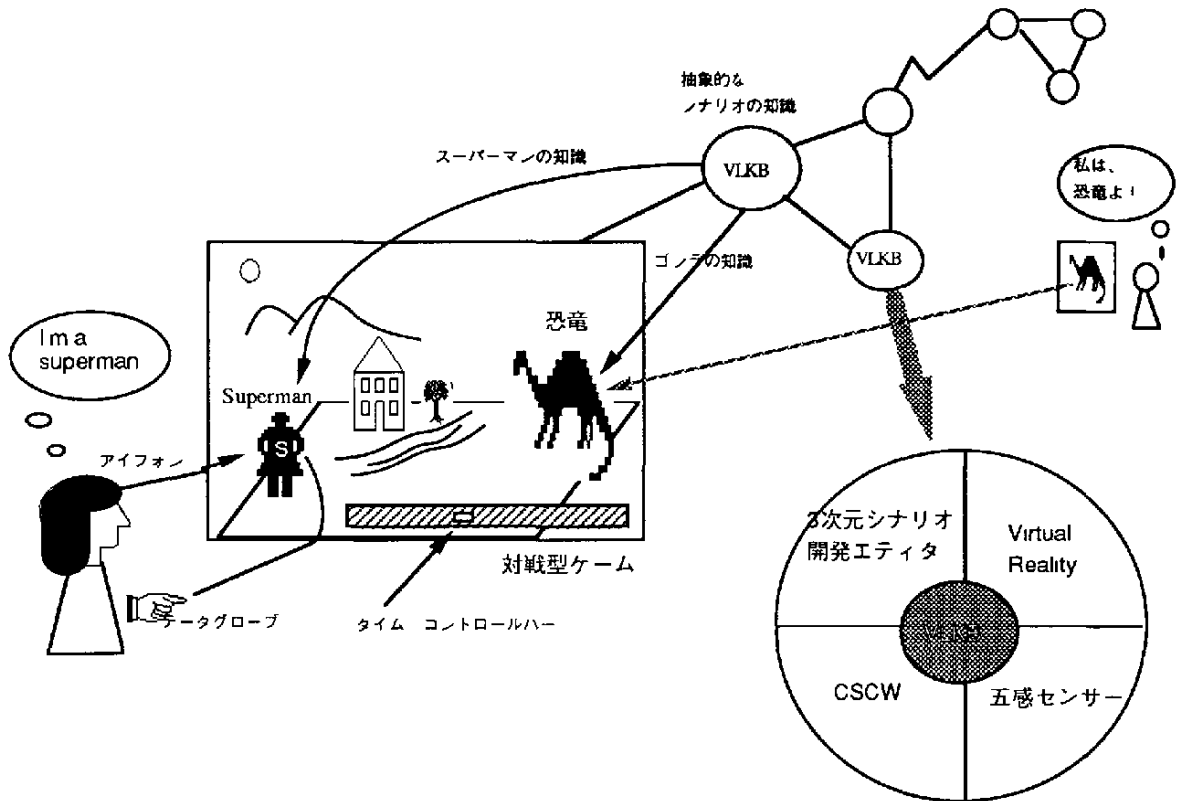 抽象的な
シナリオの知識
スーパーマンの知識
VLKB
私は、
恐竜よ!
VLKB
ゴジラの知識
I m a
superman
恐竜
Superman
S
アイフォン
3次元シナリオ
開発エティタ
Virtual
Reality
対戦型ケーム
データグローブ
タイム コントロールハー
CSCW
五感センサー